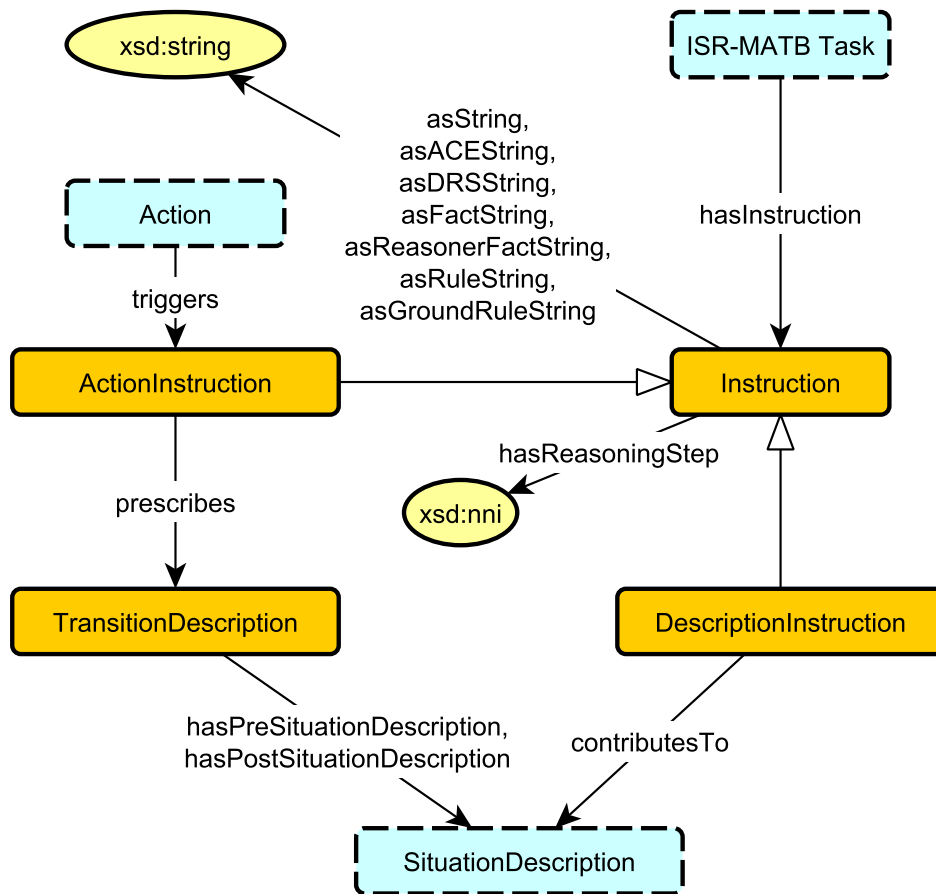 xsd:string
ISR-MATB Task
asString,
asACEString,
asDRSString,
asFactString,
asReasonerFactString,
asRuleString,
asGroundRuleString
Action
hasInstruction
triggers
ActionInstruction
Instruction
hasReasoningStep
prescribes
xsd:nni
TransitionDescription
DescriptionInstruction
hasPreSituationDescription,
hasPostSituationDescription
contributesTo
SituationDescription